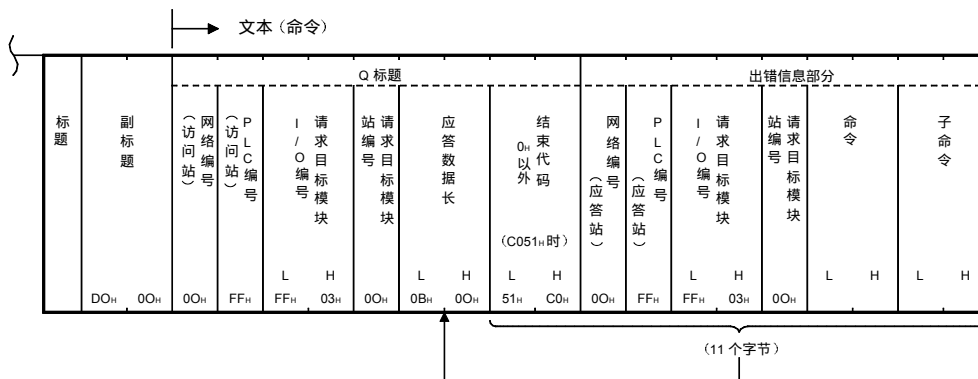 文本（命令）
Q 标题
出错信息部分
标题
副标题
网络编号
（访问站）
PLC编号
（访问站）
请求目标模块
I/O编号
请求目标模块
站编号
应答数据长
结束代码
0H以外
（C051H时）
网络编号
（应答站）
PLC编号
（应答站）
请求目标模块
I/O编号
请求目标模块
站编号
命令
子命令
L H L H L H L H L H L H
DOH 0OH 0OH FFH FFH 03H 0OH 0BH 0OH 51H C0H 0OH FFH FFH 03H 0OH
（11 个字节）